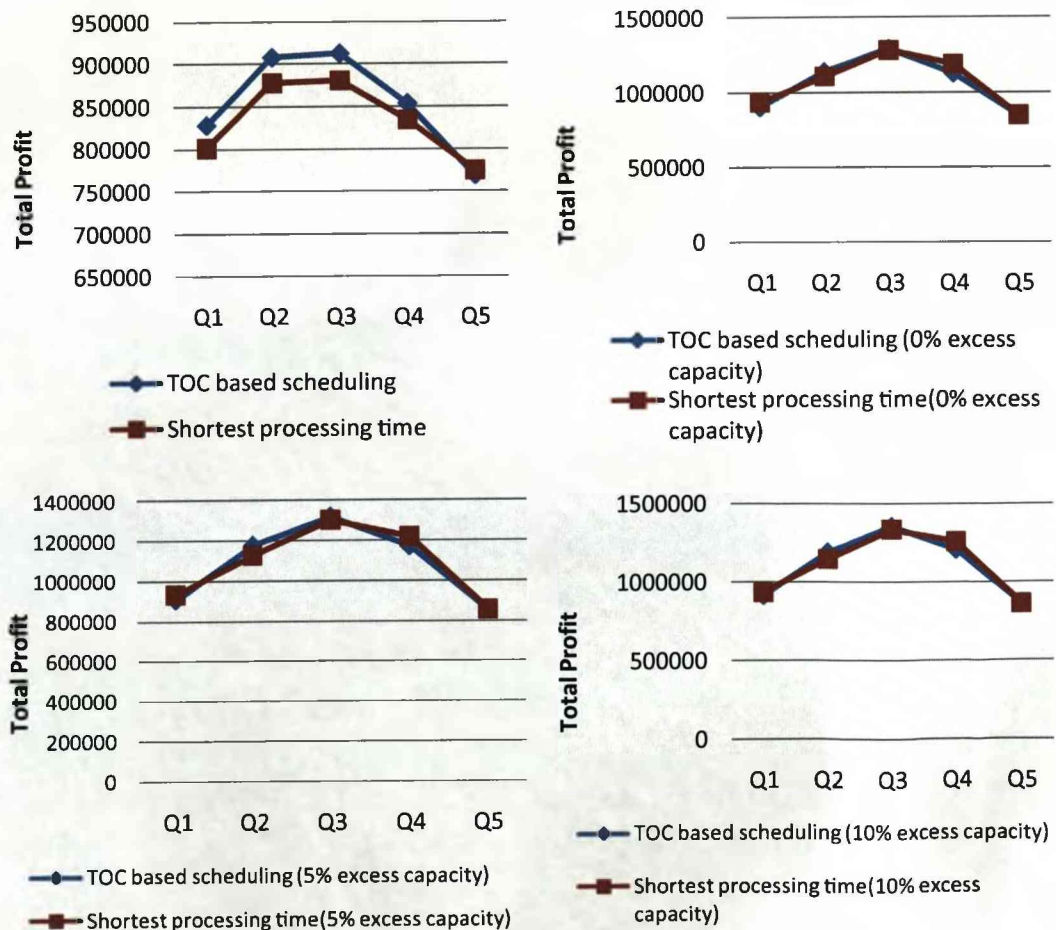 950000
900000
850000
800000
750000
700000
650000
Total Profit
Q1 Q2 Q3 Q4 Q5
TOC based scheduling
Shortest processing time
1500000
1000000
500000
0
Total Profit
Q1 Q2 Q3 Q4 Q5
TOC based scheduling (0% excess
capacity)
Shortest processing time(0% excess
capacity)
1400000
1200000
1000000
800000
600000
400000
200000
0
Total Profit
Q1 Q2 Q3 Q4 Q5
TOC based scheduling (5% excess capacity)
Shortest processing time(5% excess capacity)
1500000
1000000
500000
0
Total Profit
Q1 Q2 Q3 Q4 Q5
TOC based scheduling (10% excess capacity)
Shortest processing time(10% excess
capacity)